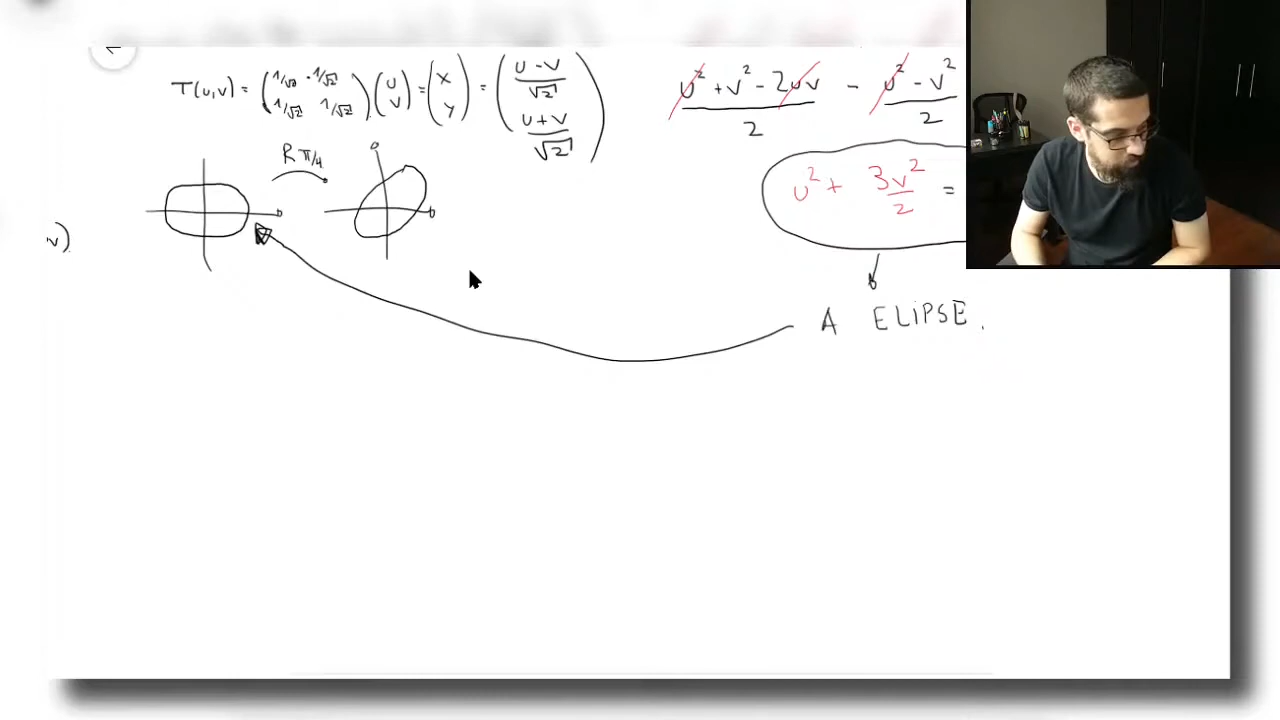 T(u,v) = (1/√2 -1/√2 1/√2 1/√2) (u v) = (x y) = (u-v/√2 u+v/√2)
u² + v² - 2uv / 2 - u² - v² / 2
R π/4
u² + 3v²/2 =
v)
A ELIPSE.